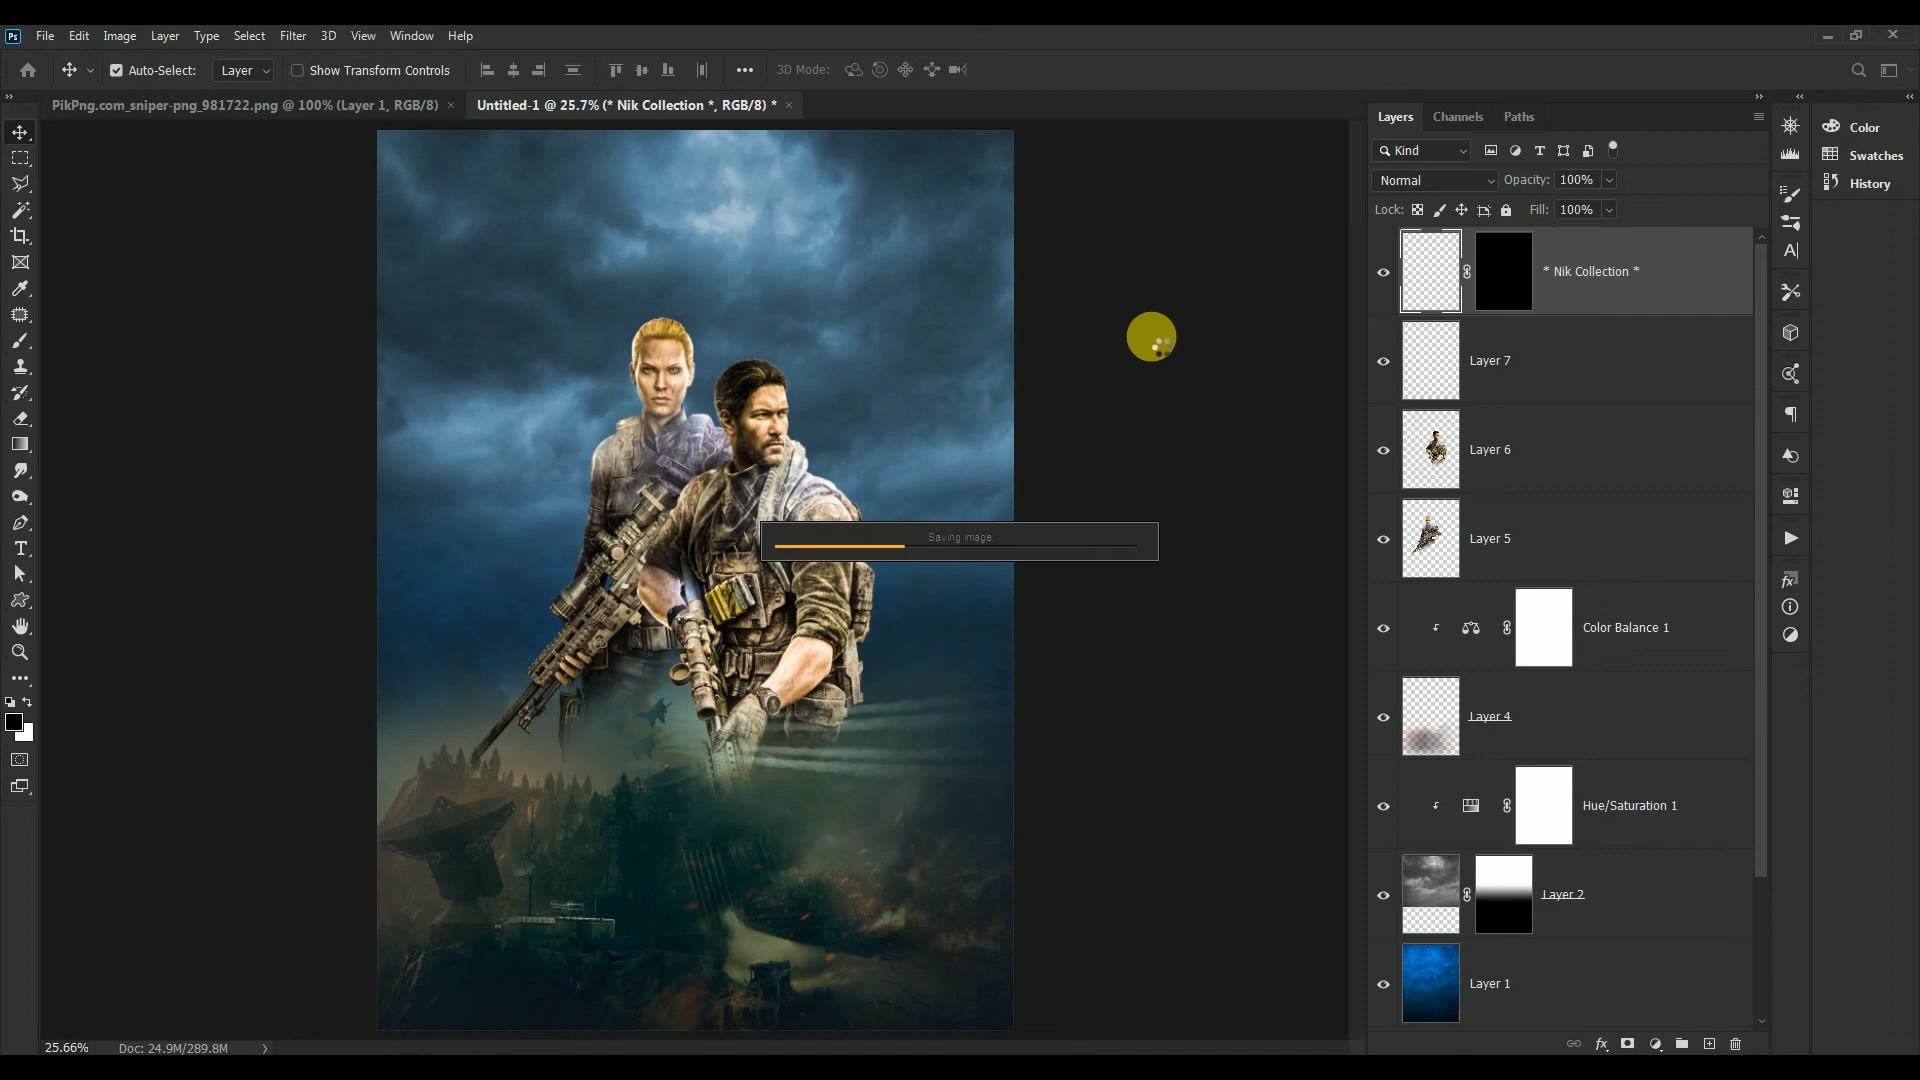 Ps File Edit Image Layer Type Select Filter 3D View Window Help
Auto-Select: Layer Show Transform Controls 3D Mode:
PikPng.com_sniper-png_981722.png @ 100% (Layer 1, RGB/8) × Untitled-1 @ 25.7% (* Nik Collection *, RGB/8) * ×
Layers Channels Paths
Color
Swatches
History
Kind
Normal Opacity: 100%
Lock: Fill: 100%
* Nik Collection *
Layer 7
Layer 6
Layer 5
Color Balance 1
Layer 4
Hue/Saturation 1
Layer 2
Layer 1
Saving image.
25.66% Doc: 24.9M/289.8M